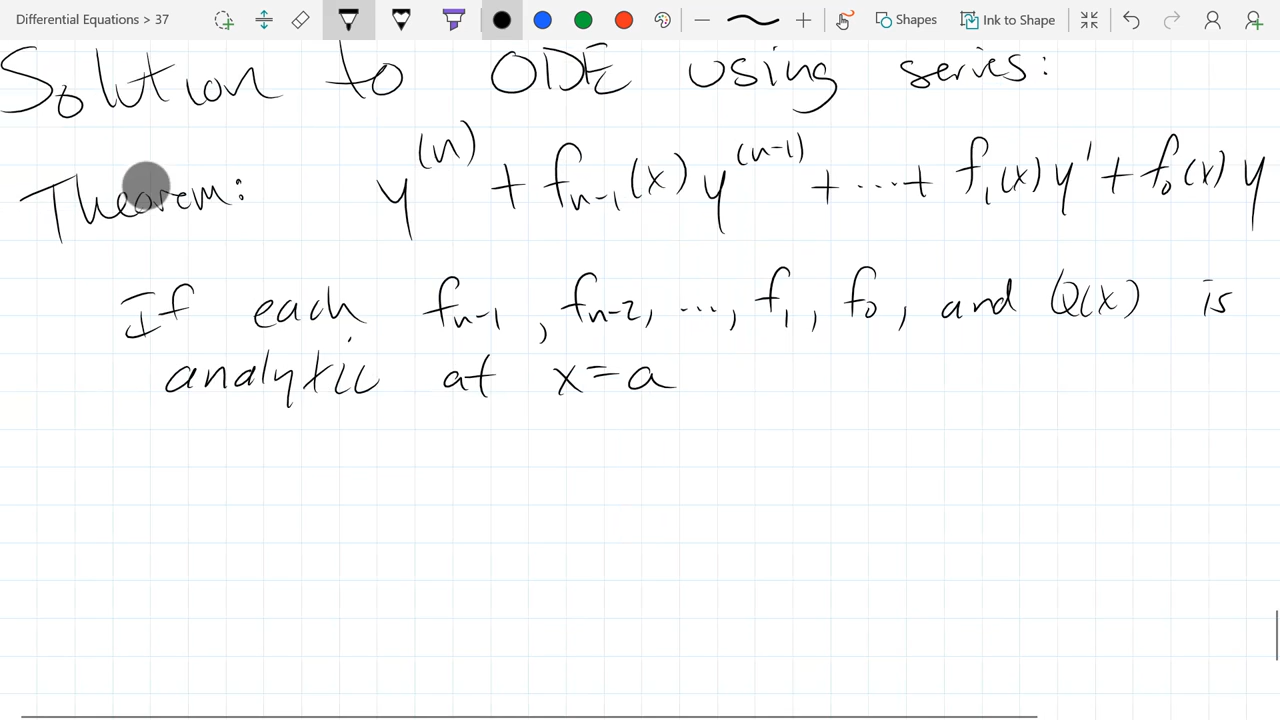 Differential Equations > 37
Shapes
Ink to Shape
Solution to ODE using series:
Theorem: y^(n) + f_{n-1}(x) y^(n-1) + ... + f_1(x) y' + f_0(x) y
If each f_{n-1}, f_{n-2}, ..., f_1, f_0, and Q(x) is
analytic at x=a